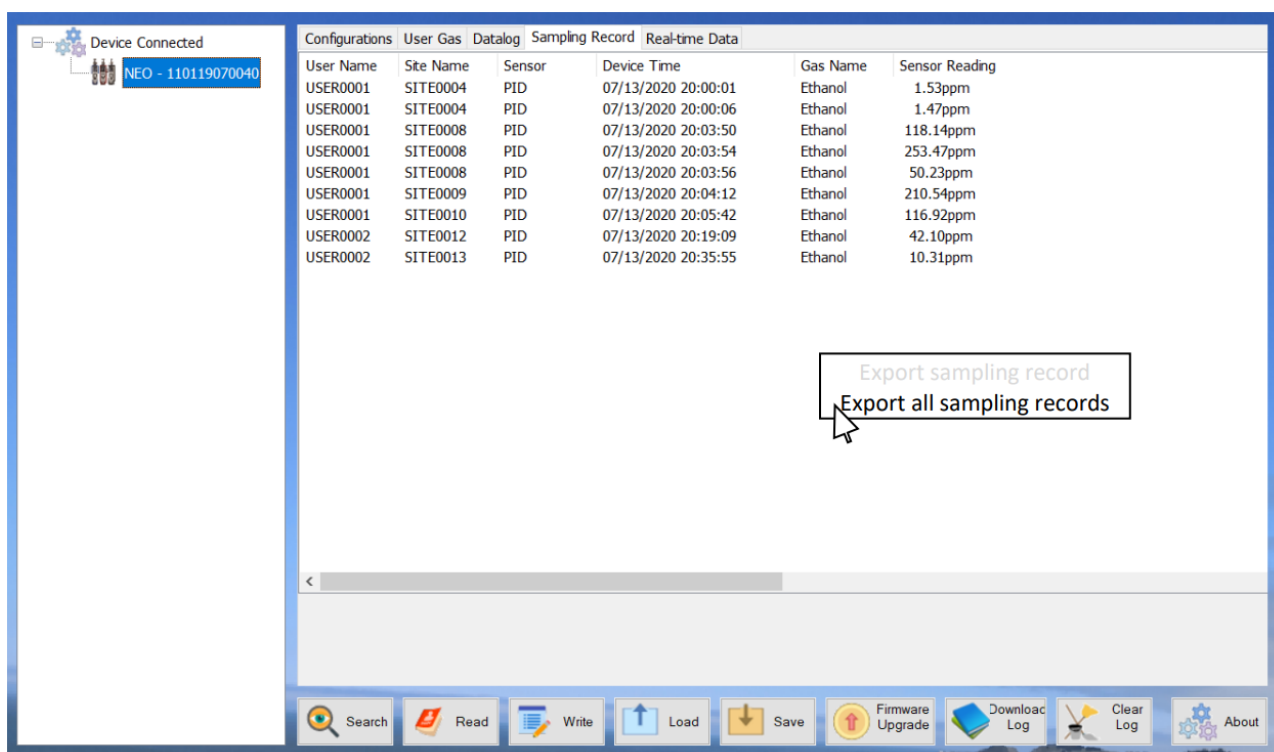 Device Connected
NEO - 110119070040
Configurations User Gas Datalog Sampling Record Real-time Data
User Name Site Name Sensor Device Time Gas Name Sensor Reading
USER0001 SITE0004 PID 07/13/2020 20:00:01 Ethanol 1.53ppm
USER0001 SITE0004 PID 07/13/2020 20:00:06 Ethanol 1.47ppm
USER0001 SITE0008 PID 07/13/2020 20:03:50 Ethanol 118.14ppm
USER0001 SITE0008 PID 07/13/2020 20:03:54 Ethanol 253.47ppm
USER0001 SITE0008 PID 07/13/2020 20:03:56 Ethanol 50.23ppm
USER0001 SITE0009 PID 07/13/2020 20:04:12 Ethanol 210.54ppm
USER0001 SITE0010 PID 07/13/2020 20:05:42 Ethanol 116.92ppm
USER0002 SITE0012 PID 07/13/2020 20:19:09 Ethanol 42.10ppm
USER0002 SITE0013 PID 07/13/2020 20:35:55 Ethanol 10.31ppm
Export sampling record
Export all sampling records
Search
Read
Write
Load
Save
Firmware
Upgrade
Downloac
Log
Clear
Log
About